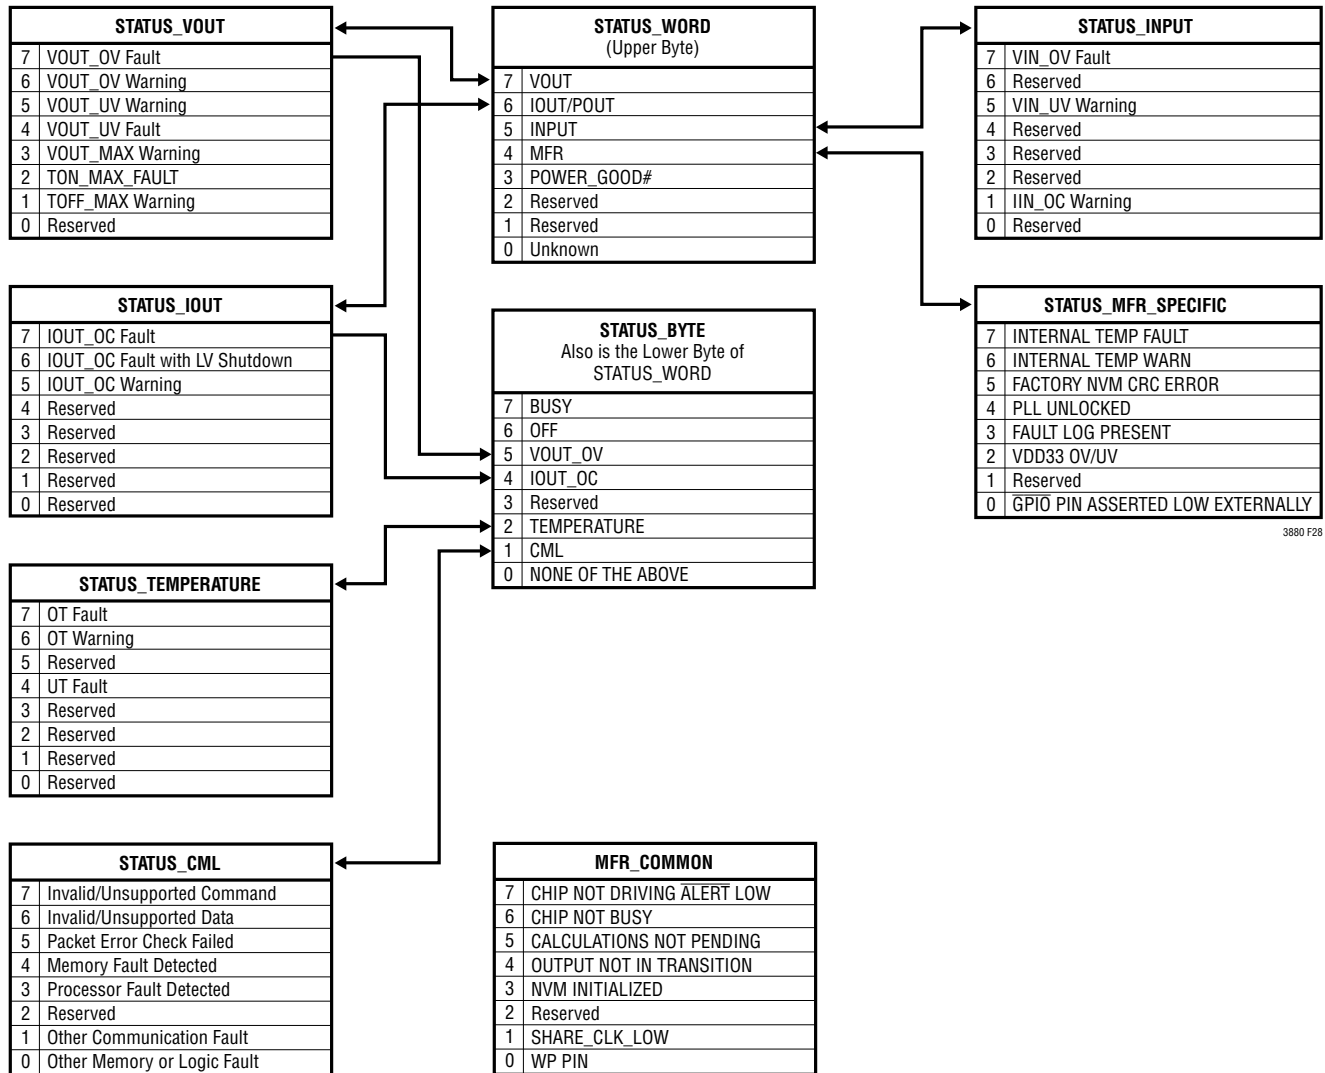 STATUS_VOUT
7 VOUT_OV Fault
6 VOUT_OV Warning
5 VOUT_UV Warning
4 VOUT_UV Fault
3 VOUT_MAX Warning
2 TON_MAX_FAULT
1 TOFF_MAX Warning
0 Reserved
STATUS_WORD
(Upper Byte)
7 VOUT
6 IOUT/POUT
5 INPUT
4 MFR
3 POWER_GOOD#
2 Reserved
1 Reserved
0 Unknown
STATUS_INPUT
7 VIN_OV Fault
6 Reserved
5 VIN_UV Warning
4 Reserved
3 Reserved
2 Reserved
1 IIN_OC Warning
0 Reserved
STATUS_IOUT
7 IOUT_OC Fault
6 IOUT_OC Fault with LV Shutdown
5 IOUT_OC Warning
4 Reserved
3 Reserved
2 Reserved
1 Reserved
0 Reserved
STATUS_BYTE
Also is the Lower Byte of
STATUS_WORD
7 BUSY
6 OFF
5 VOUT_OV
4 IOUT_OC
3 Reserved
2 TEMPERATURE
1 CML
0 NONE OF THE ABOVE
STATUS_MFR_SPECIFIC
7 INTERNAL TEMP FAULT
6 INTERNAL TEMP WARN
5 FACTORY NVM CRC ERROR
4 PLL UNLOCKED
3 FAULT LOG PRESENT
2 VDD33 OV/UV
1 Reserved
0 G̅P̅I̅O̅ PIN ASSERTED LOW EXTERNALLY
3880 F28
STATUS_TEMPERATURE
7 OT Fault
6 OT Warning
5 Reserved
4 UT Fault
3 Reserved
2 Reserved
1 Reserved
0 Reserved
STATUS_CML
7 Invalid/Unsupported Command
6 Invalid/Unsupported Data
5 Packet Error Check Failed
4 Memory Fault Detected
3 Processor Fault Detected
2 Reserved
1 Other Communication Fault
0 Other Memory or Logic Fault
MFR_COMMON
7 CHIP NOT DRIVING A̅L̅E̅R̅T̅ LOW
6 CHIP NOT BUSY
5 CALCULATIONS NOT PENDING
4 OUTPUT NOT IN TRANSITION
3 NVM INITIALIZED
2 Reserved
1 SHARE_CLK_LOW
0 WP PIN